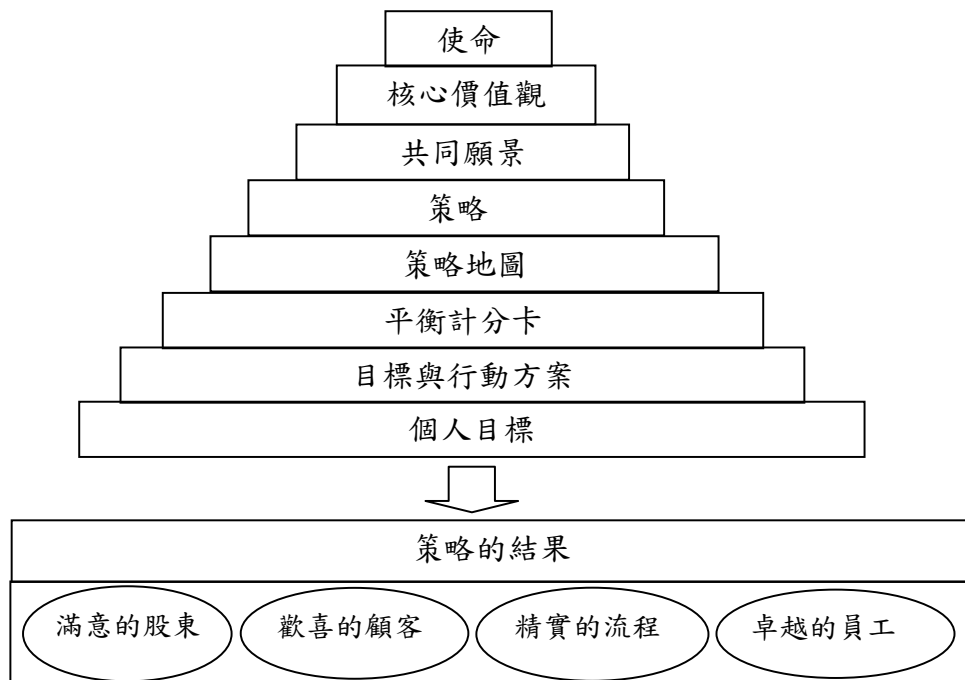 使命
核心價值觀
共同願景
策略
策略地圖
平衡計分卡
目標與行動方案
個人目標
策略的結果
滿意的股東 歡喜的顧客 精實的流程 卓越的員工